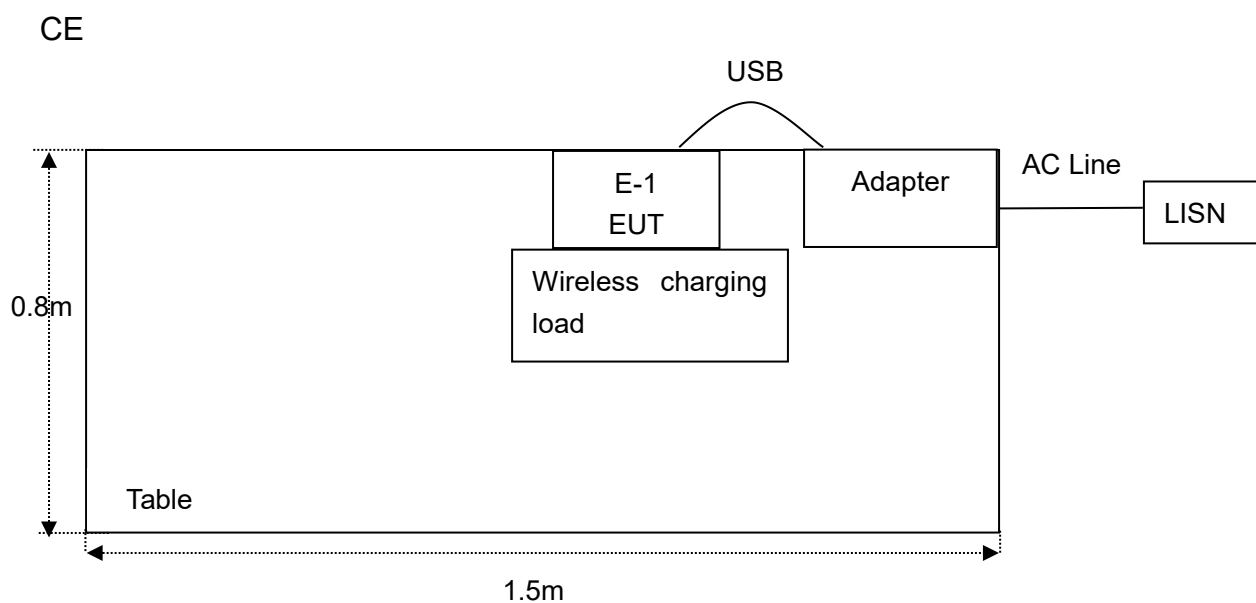 CE
USB
E-1
EUT
Adapter
AC Line
LISN
Wireless charging
load
0.8m
Table
1.5m